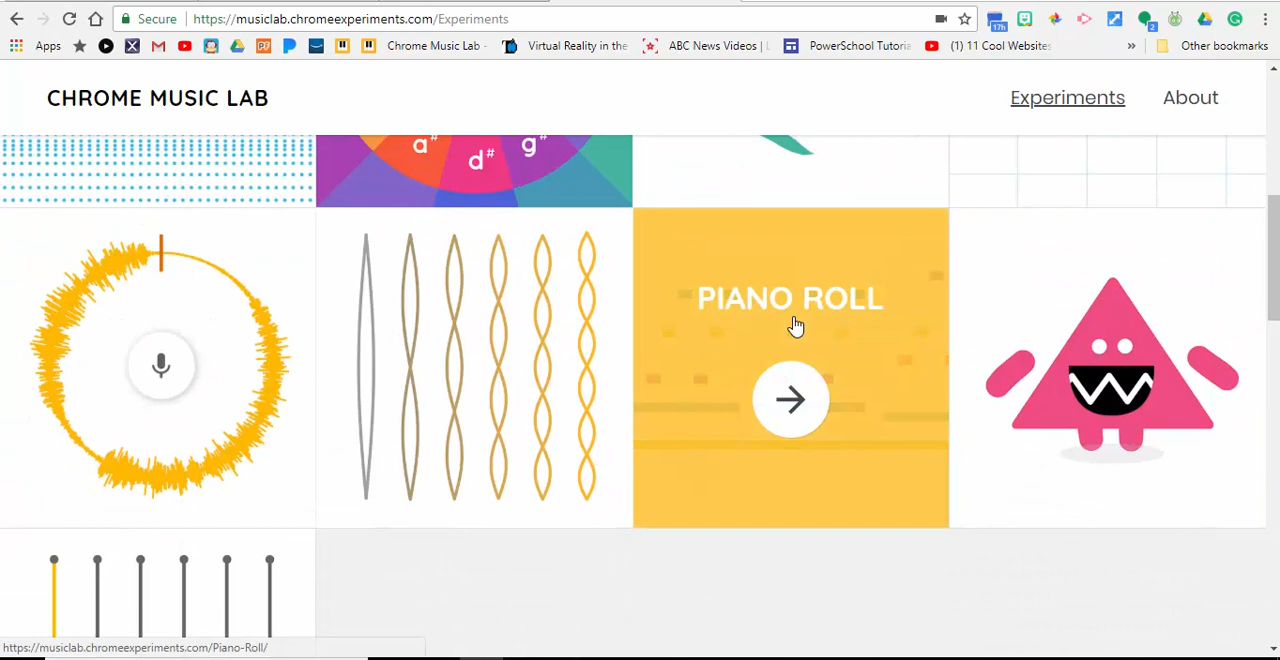 Secure https://musiclab.chromeexperiments.com/Experiments
Apps Chrome Music Lab - Virtual Reality in the ABC News Videos | PowerSchool Tutoria (1) 11 Cool Websites » Other bookmarks
17h
2
CHROME MUSIC LAB Experiments About
a# d# g#
PIANO ROLL
https://musiclab.chromeexperiments.com/Piano-Roll/